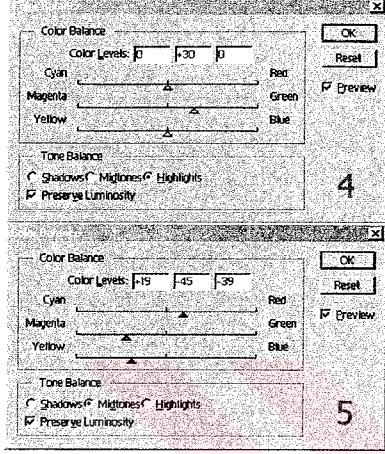 Color Balance
OK
Color Levels: 0 +30 0
Reset
Cyan Red
Preview
Magenta Green
Yellow Blue
Tone Balance
Shadows Midtones Highlights
Preserve Luminosity
4
Color Balance
OK
Color Levels: +19 -45 -39
Reset
Cyan Red
Preview
Magenta Green
Yellow Blue
Tone Balance
Shadows Midtones Highlights
Preserve Luminosity
5